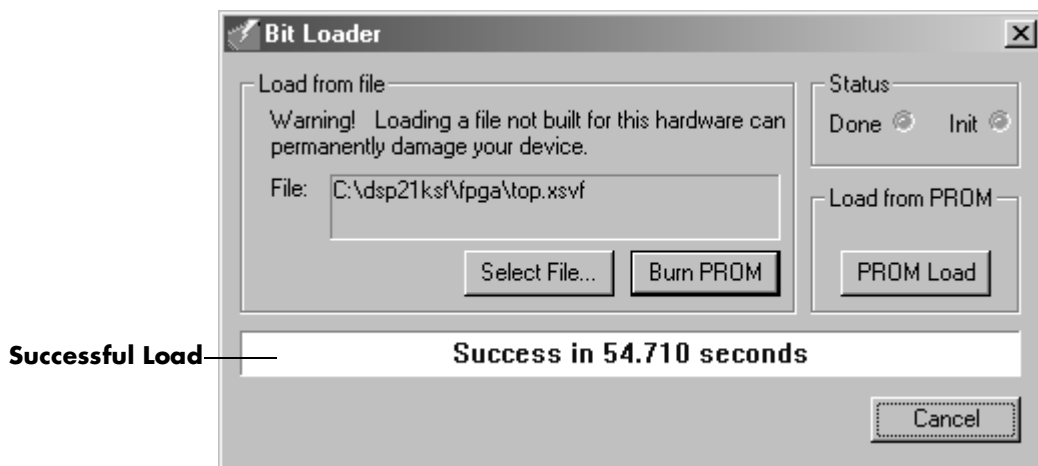 Bit Loader
Load from file
Warning!   Loading a file not built for this hardware can
permanently damage your device.
File: C:\dsp21ksf\fpga\top.xsvf
Select File...
Burn PROM
Status
Done
Init
Load from PROM
PROM Load
Successful Load
Success in 54.710 seconds
Cancel